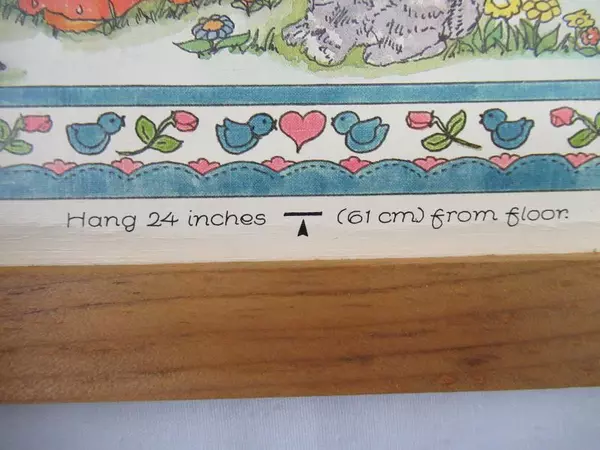 Hang 24 inches (61 cm) from floor.